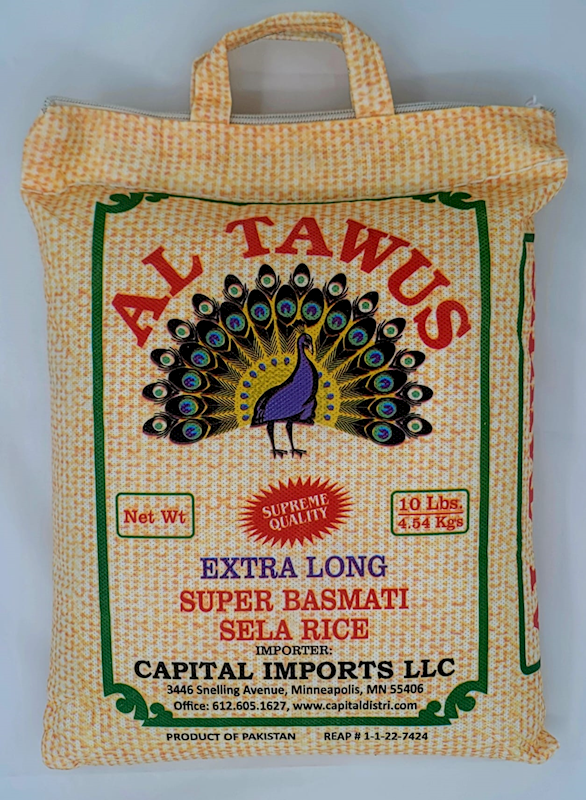 AL TAWUS
SUPREME
QUALITY
Net Wt
10 Lbs.
4.54 Kgs
EXTRA LONG
SUPER BASMATI
SELA RICE
IMPORTER:
CAPITAL IMPORTS LLC
3446 Snelling Avenue, Minneapolis, MN 55406
Office: 612.605.1627, www.capitaldistri.com
PRODUCT OF PAKISTAN REAP # 1-1-22-7424